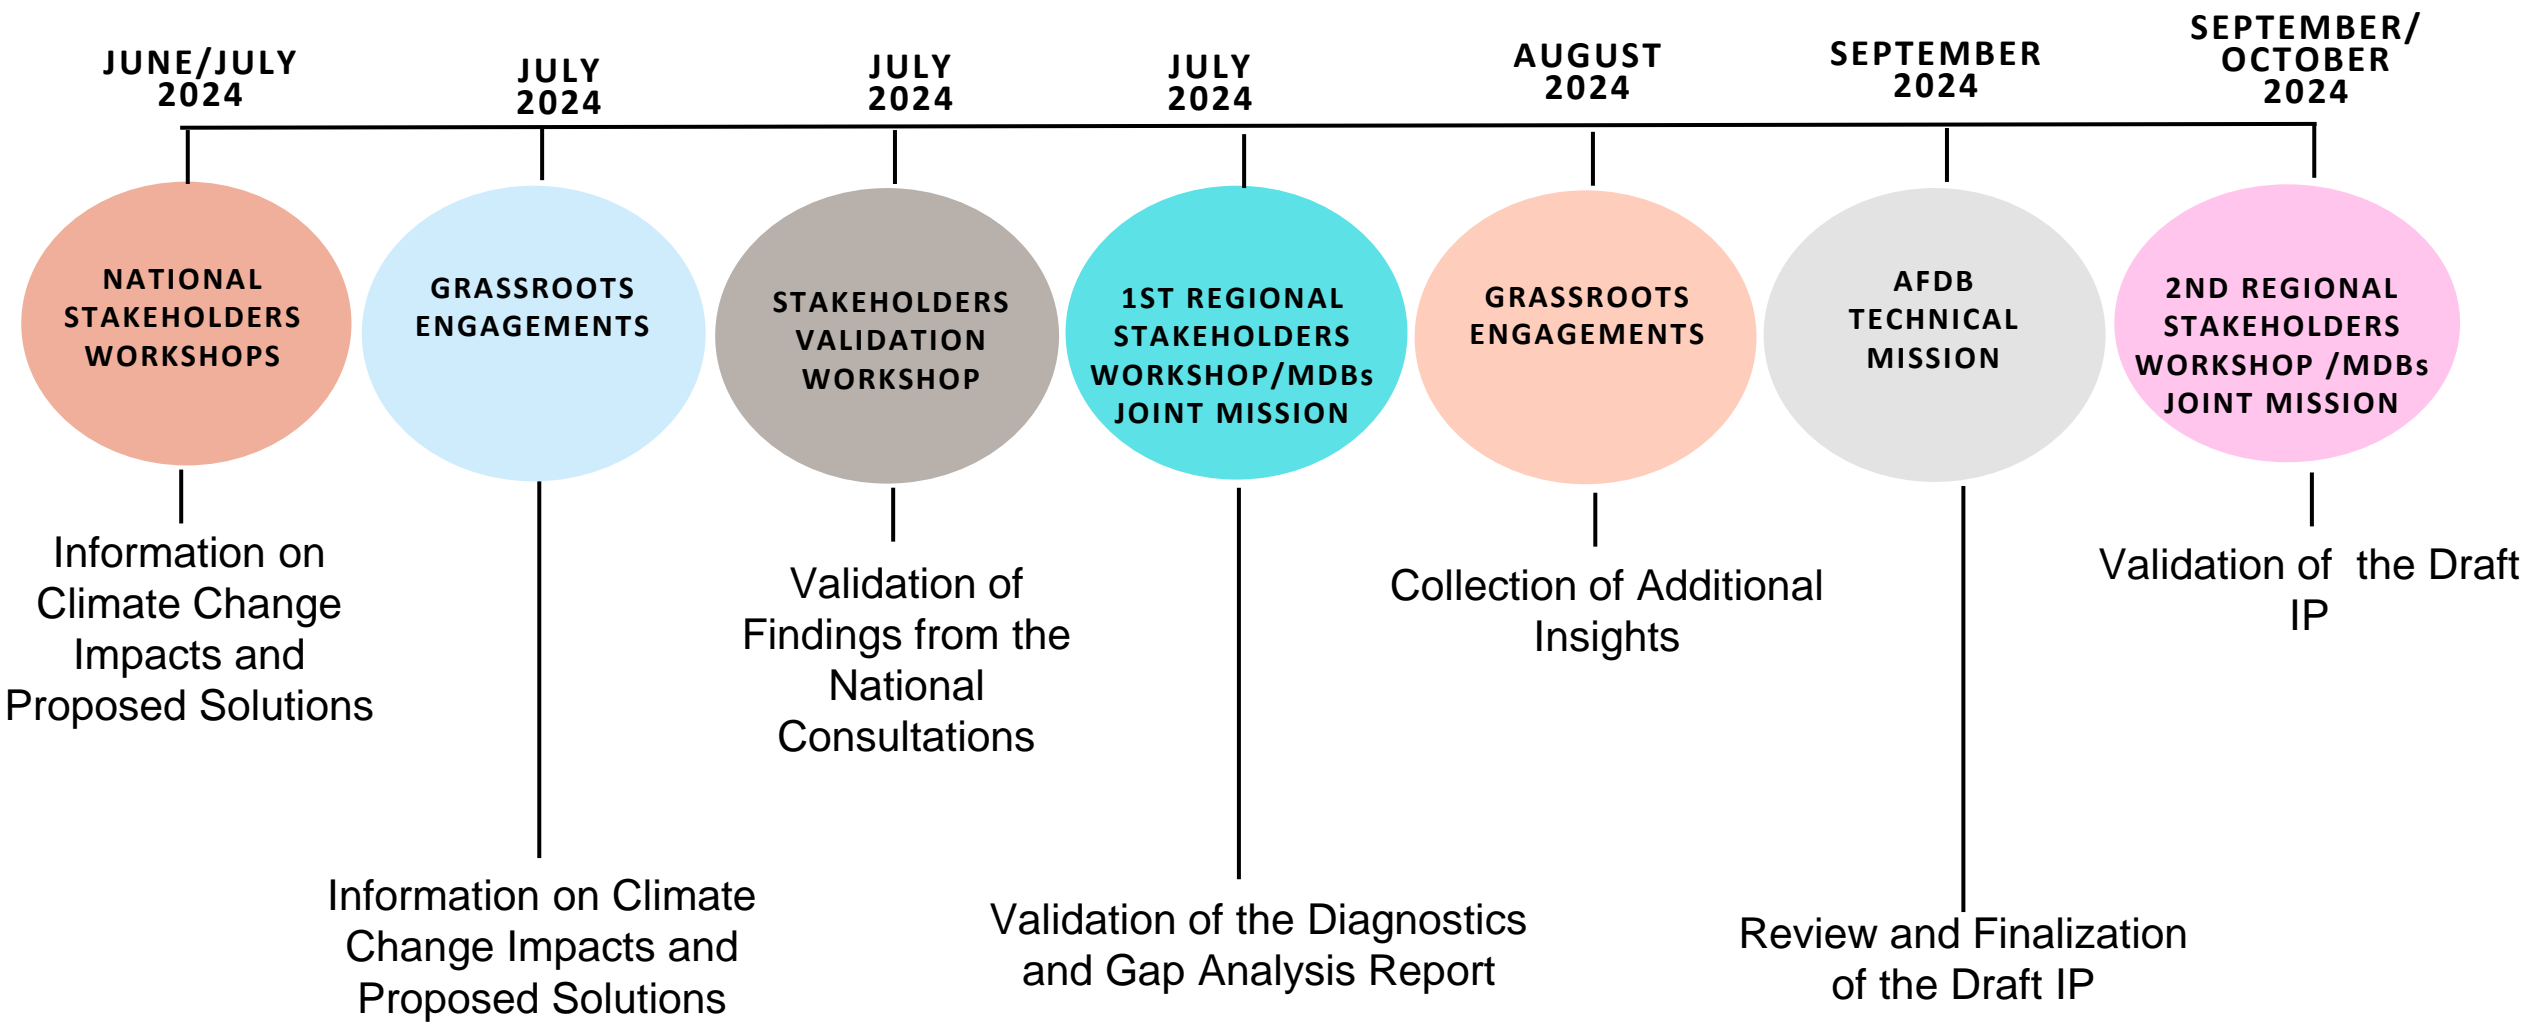 JUNE/JULY
2024
JULY
2024
JULY
2024
JULY
2024
AUGUST
2024
SEPTEMBER
2024
SEPTEMBER/
OCTOBER
2024
NATIONAL
STAKEHOLDERS
WORKSHOPS
GRASSROOTS
ENGAGEMENTS
STAKEHOLDERS
VALIDATION
WORKSHOP
1ST REGIONAL
STAKEHOLDERS
WORKSHOP/MDBs
JOINT MISSION
GRASSROOTS
ENGAGEMENTS
AFDB
TECHNICAL
MISSION
2ND REGIONAL
STAKEHOLDERS
WORKSHOP /MDBs
JOINT MISSION
Information on
Climate Change
Impacts and
Proposed Solutions
Information on Climate
Change Impacts and
Proposed Solutions
Validation of
Findings from the
National
Consultations
Validation of the Diagnostics
and Gap Analysis Report
Collection of Additional
Insights
Review and Finalization
of the Draft IP
Validation of  the Draft
IP